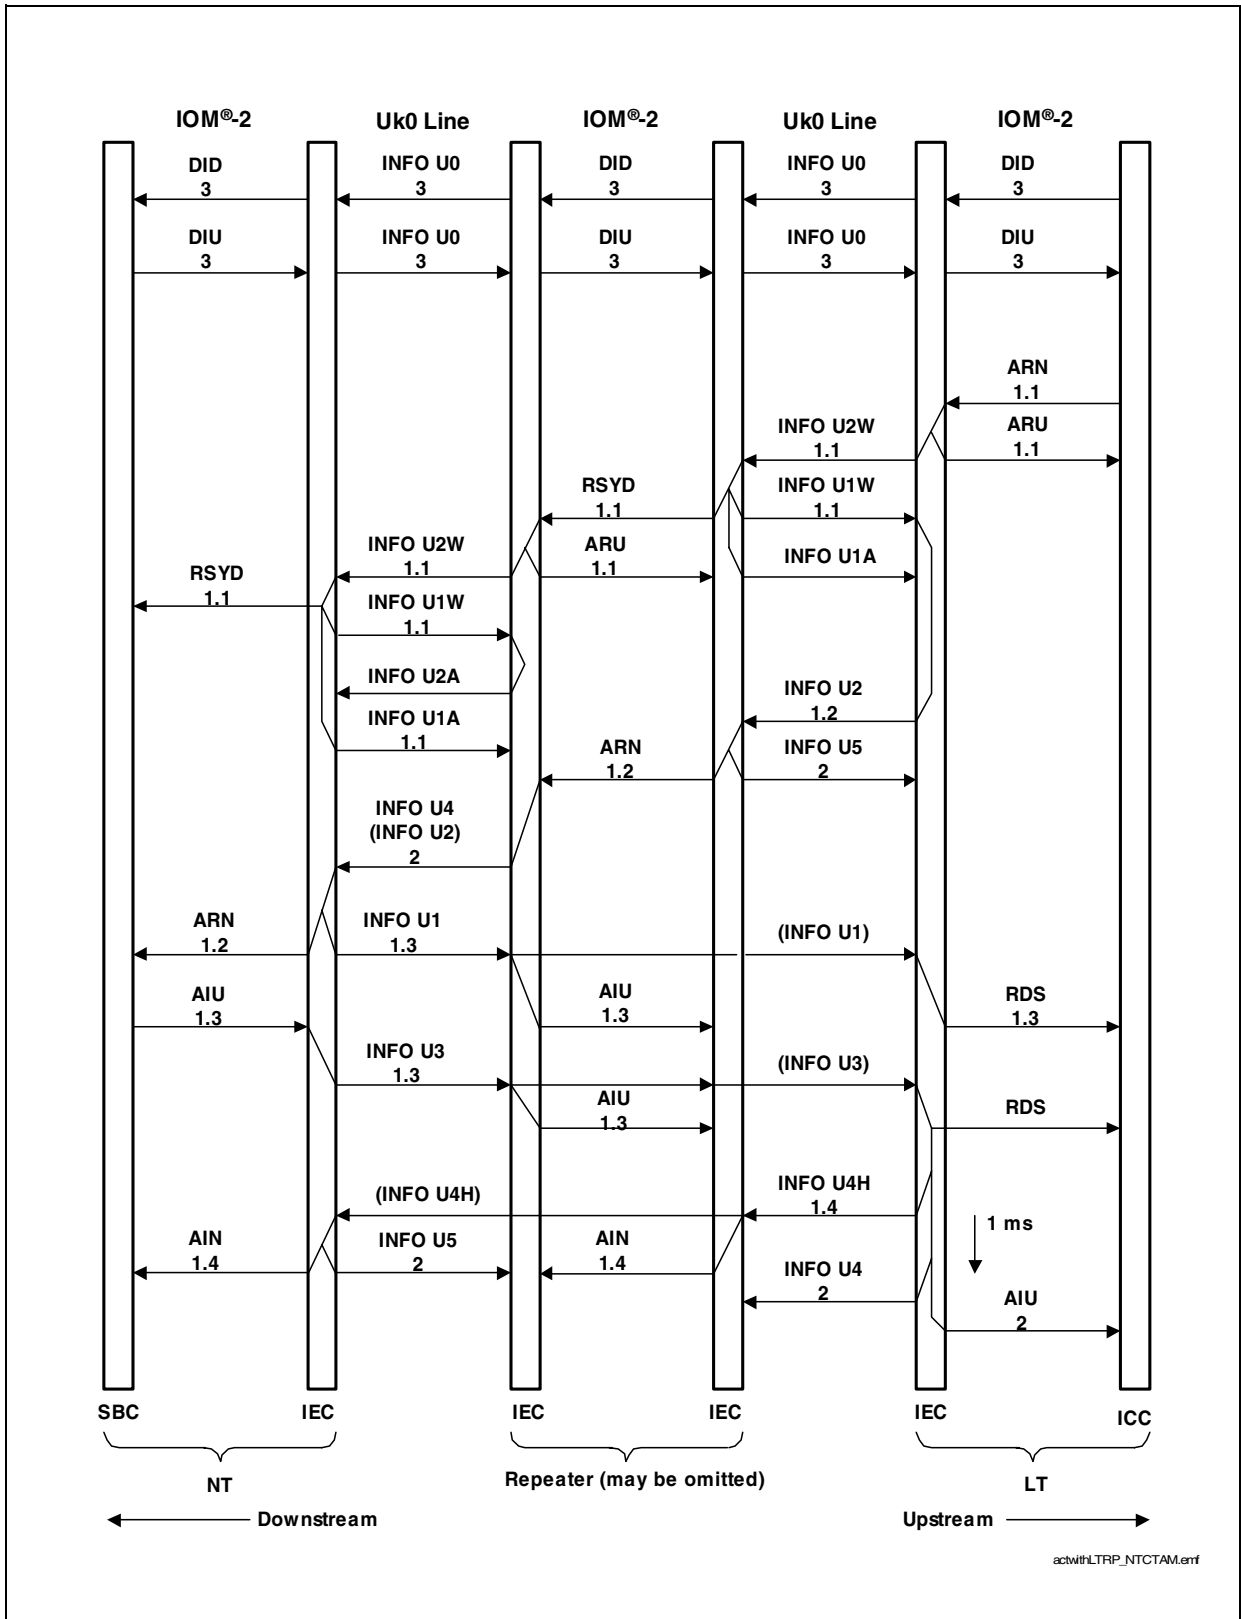 IOM®-2 Uk0 Line IOM®-2 Uk0 Line IOM®-2
DID INFO U0 DID INFO U0 DID
3 3 3 3 3
DIU INFO U0 DIU INFO U0 DIU
3 3 3 3 3
ARN
1.1
INFO U2W ARU
1.1 1.1
RSYD INFO U1W
1.1 1.1
INFO U2W ARU INFO U1A
1.1 1.1
RSYD
1.1
INFO U1W
1.1
INFO U2A
INFO U2
1.2
INFO U1A
1.1
ARN INFO U5
1.2 2
INFO U4
(INFO U2)
2
ARN INFO U1 (INFO U1)
1.2 1.3
AIU AIU RDS
1.3 1.3 1.3
INFO U3 (INFO U3)
1.3
AIU RDS
1.3
(INFO U4H) INFO U4H
1.4
1 ms
AIN INFO U5 AIN
1.4 2 1.4
INFO U4
2
AIU
2
SBC IEC IEC IEC IEC ICC
NT Repeater (may be omitted) LT
Downstream Upstream
actwithLTRP_NTCTAM.emf